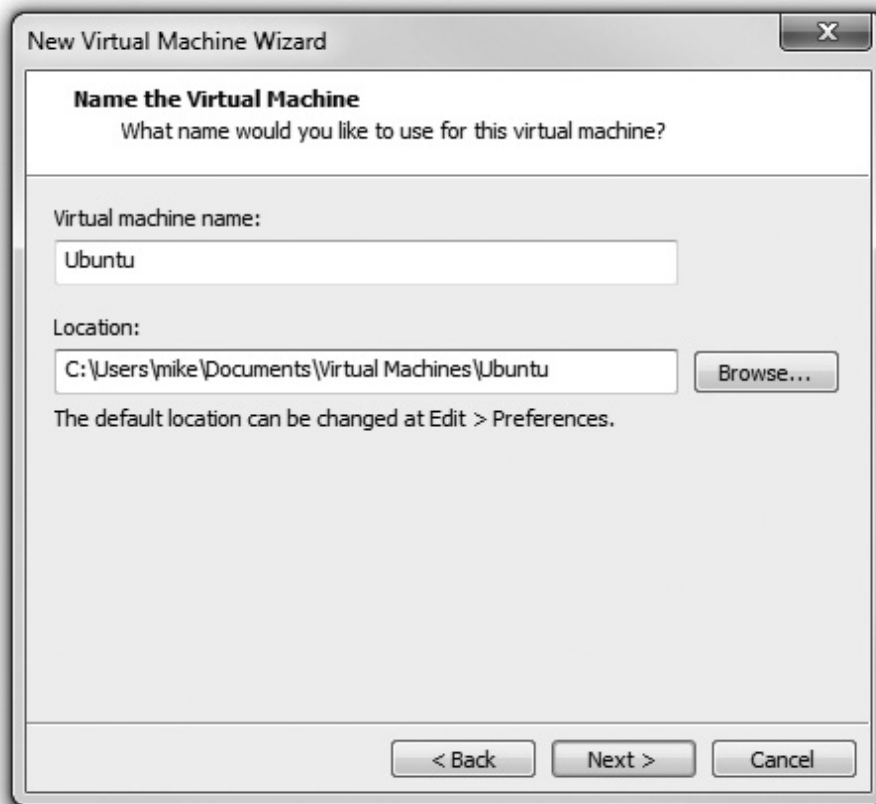 New Virtual Machine Wizard
X
Name the Virtual Machine
What name would you like to use for this virtual machine?
Virtual machine name:
Ubuntu
Location:
C:\Users\mike\Documents\Virtual Machines\Ubuntu
Browse...
The default location can be changed at Edit > Preferences.
< Back Next > Cancel